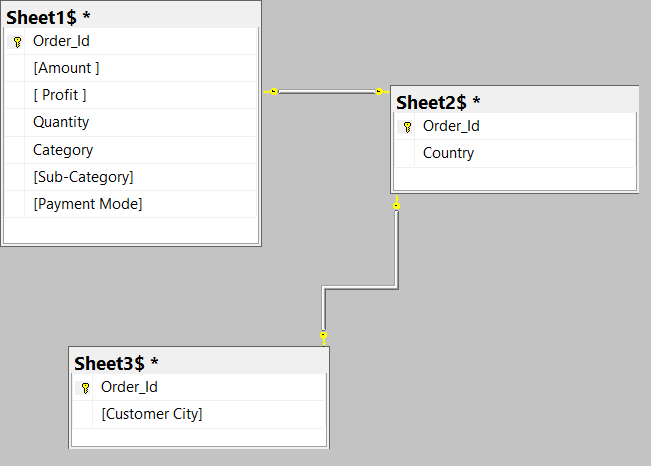 Sheet1$ *
Order_Id
[Amount ]
[ Profit ]
Quantity
Category
[Sub-Category]
[Payment Mode]
Sheet2$ *
Order_Id
Country
Sheet3$ *
Order_Id
[Customer City]